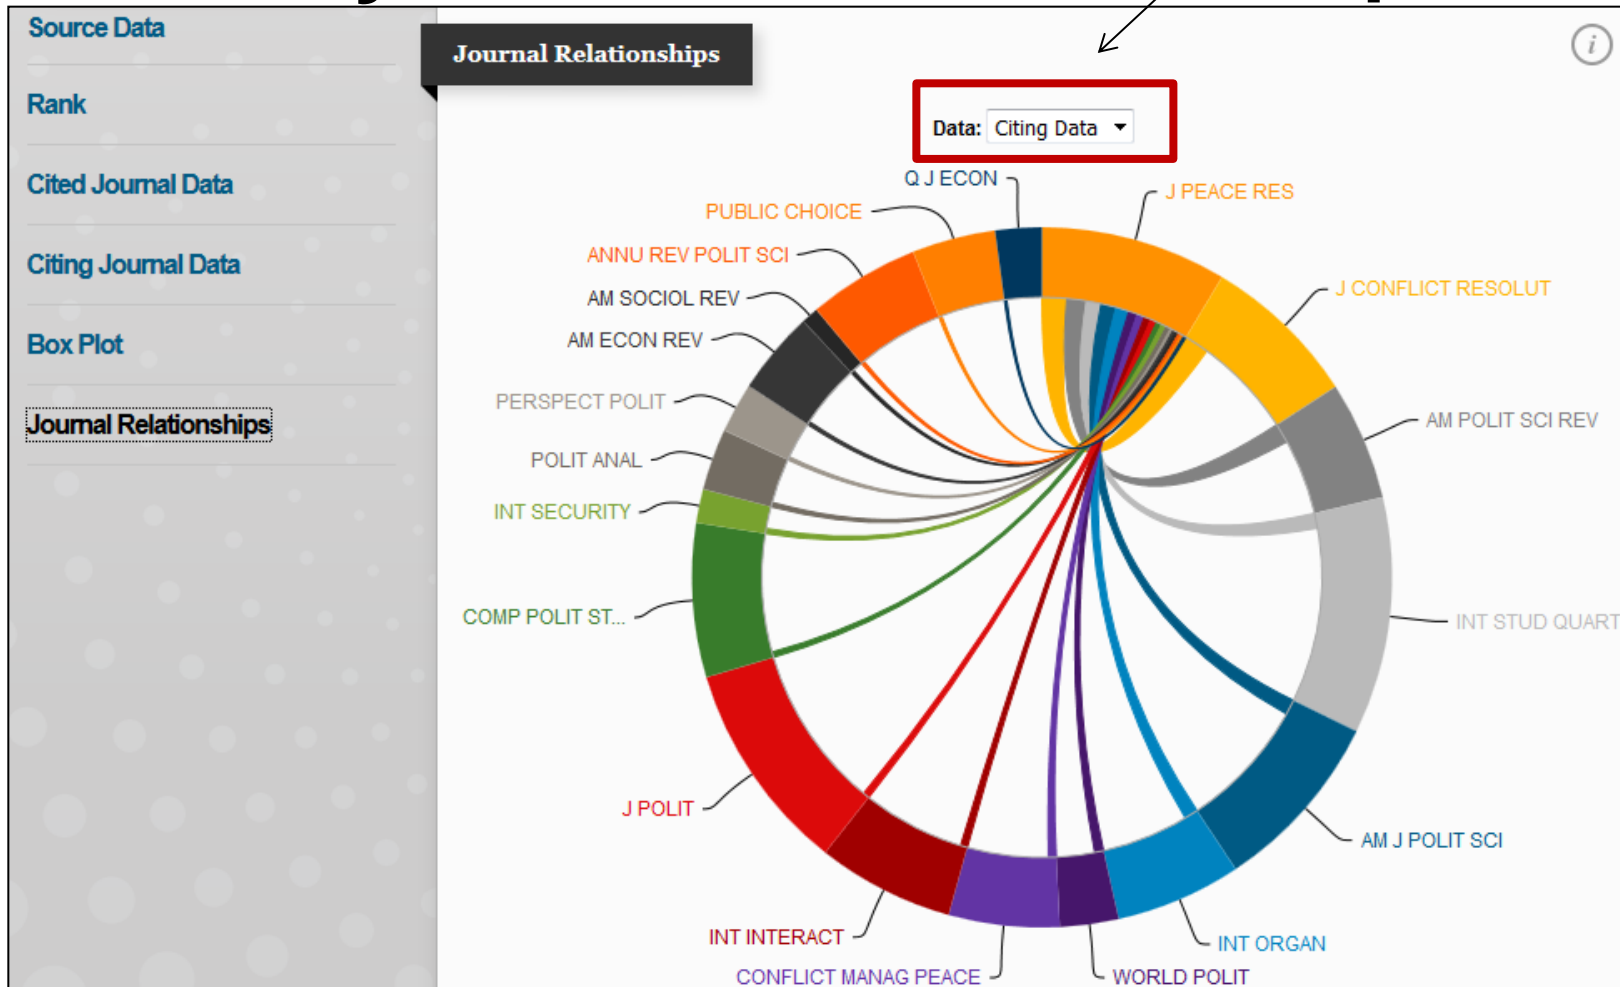 Source Data
Rank
Cited Journal Data
Citing Journal Data
Box Plot
Journal Relationships
Journal Relationships
i
Data: Citing Data
Q J ECON
J PEACE RES
PUBLIC CHOICE
ANNU REV POLIT SCI
J CONFLICT RESOLUT
AM SOCIOL REV
AM ECON REV
PERSPECT POLIT
AM POLIT SCI REV
POLIT ANAL
INT SECURITY
COMP POLIT ST...
INT STUD QUART
J POLIT
AM J POLIT SCI
INT INTERACT
INT ORGAN
CONFLICT MANAG PEACE
WORLD POLIT